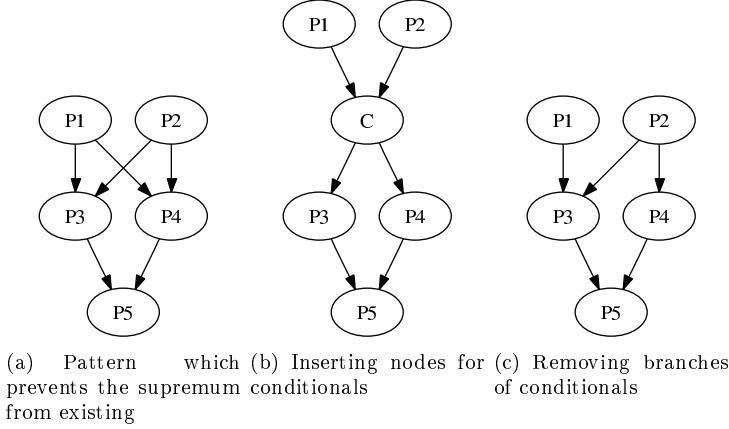 P1 P2
P1 P2 C P1 P2
P3 P4 P3 P4 P3 P4
P5 P5 P5
(a) Pattern which
prevents the supremum
from existing
(b) Inserting nodes for
conditionals
(c) Removing branches
of conditionals